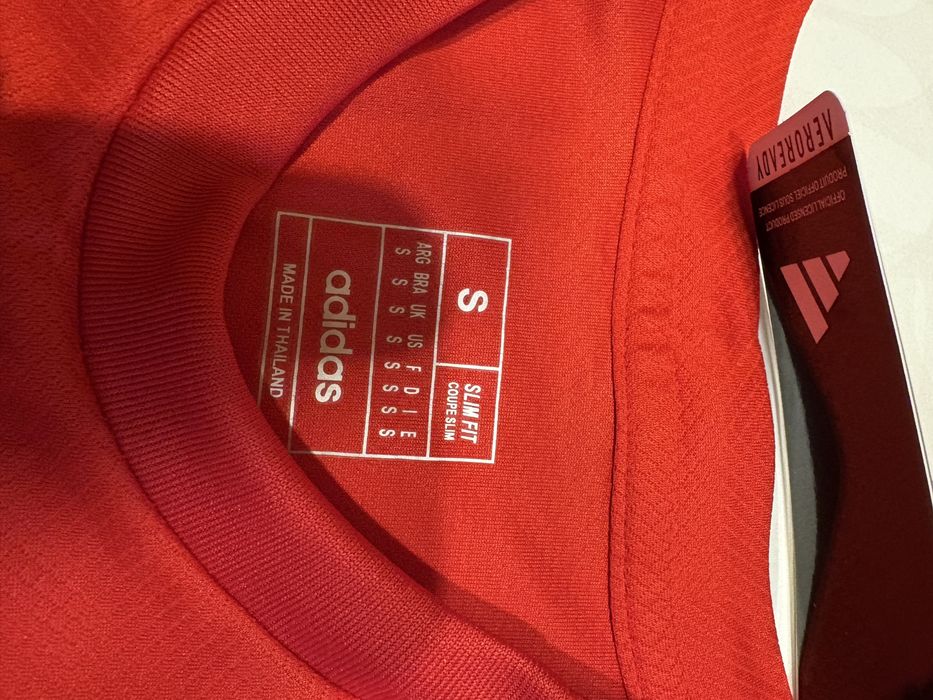 S
SLIM FIT
COUPE SLIM
ARG BRA UK US F D I E
S S S S S S S S
adidas
MADE IN THAILAND
AEROREADY
OFFICIAL LICENSED PRODUCT
PRODUIT OFFICIEL SOUS LICENCE